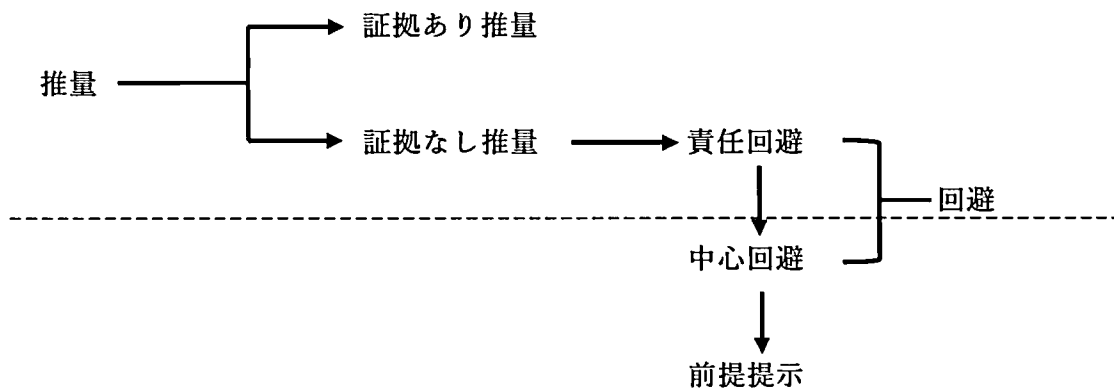 証拠あり推量
推量
証拠なし推量
責任回避
回避
中心回避
前提提示